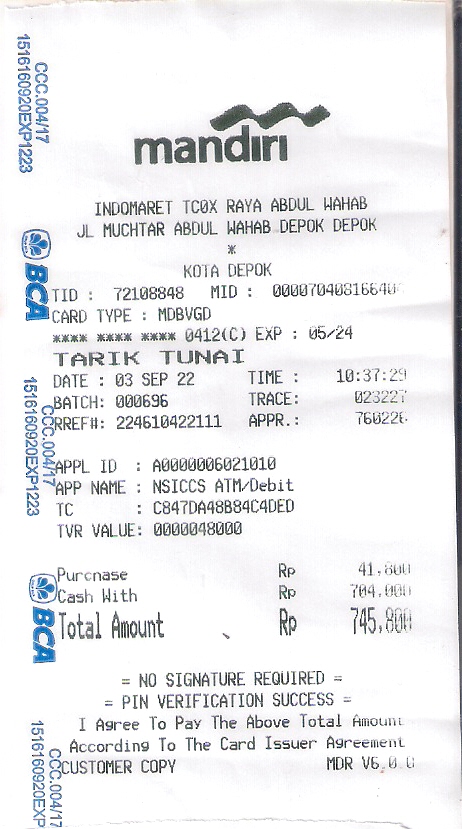 mandiri
INDOMARET TC0X RAYA ABDUL WAHAB
JL MUCHTAR ABDUL WAHAB DEPOK DEPOK
*
KOTA DEPOK
TID : 72108848 MID : 000070408166400
CARD TYPE : MDBVGD
**** **** **** 0412(C) EXP : 05/24
TARIK TUNAI
DATE : 03 SEP 22 TIME : 10:37:29
BATCH: 000696 TRACE: 023227
RREF#: 224610422111 APPR.: 760226
APPL ID : A0000006021010
APP NAME : NSICCS ATM/Debit
TC : C847DA48B84C4DED
TVR VALUE: 0000048000
Purchase Rp 41,800
Cash With Rp 704,000
Total Amount Rp 745,800
= NO SIGNATURE REQUIRED =
= PIN VERIFICATION SUCCESS =
I Agree To Pay The Above Total Amount
According To The Card Issuer Agreement
CUSTOMER COPY MDR V6.0.0
CCC.004/17
1516160920EXP1223
BCA
CCC.004/17
1516160920EXP1223
BCA
CCC.004/17
1516160920EXP